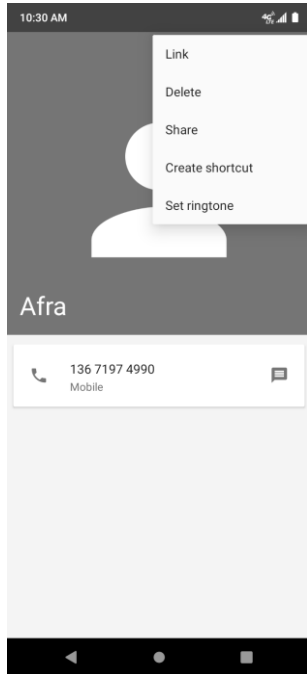 10:30 AM
Link
Delete
Share
Create shortcut
Set ringtone
Afra
136 7197 4990
Mobile